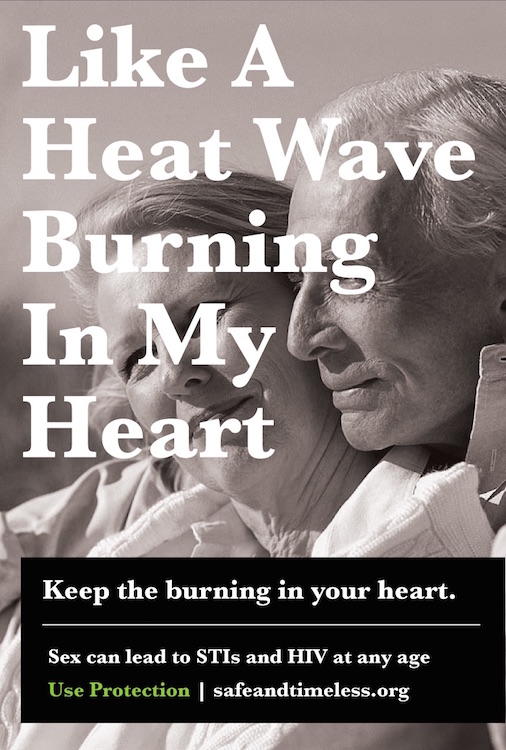 Like A
Heat Wave
Burning
In My
Heart
Keep the burning in your heart.
Sex can lead to STIs and HIV at any age
Use Protection | safeandtimeless.org